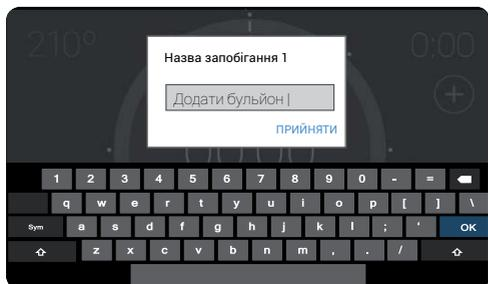 210°
0:00
Назва запобігання 1
Додати бульйон |
ПРИЙНЯТИ
1 2 3 4 5 6 7 8 9 0 - =
q w e r t y u i o p [ ] \
Sym a s d f g h j k l ; ' OK
z x c v b n m , . /